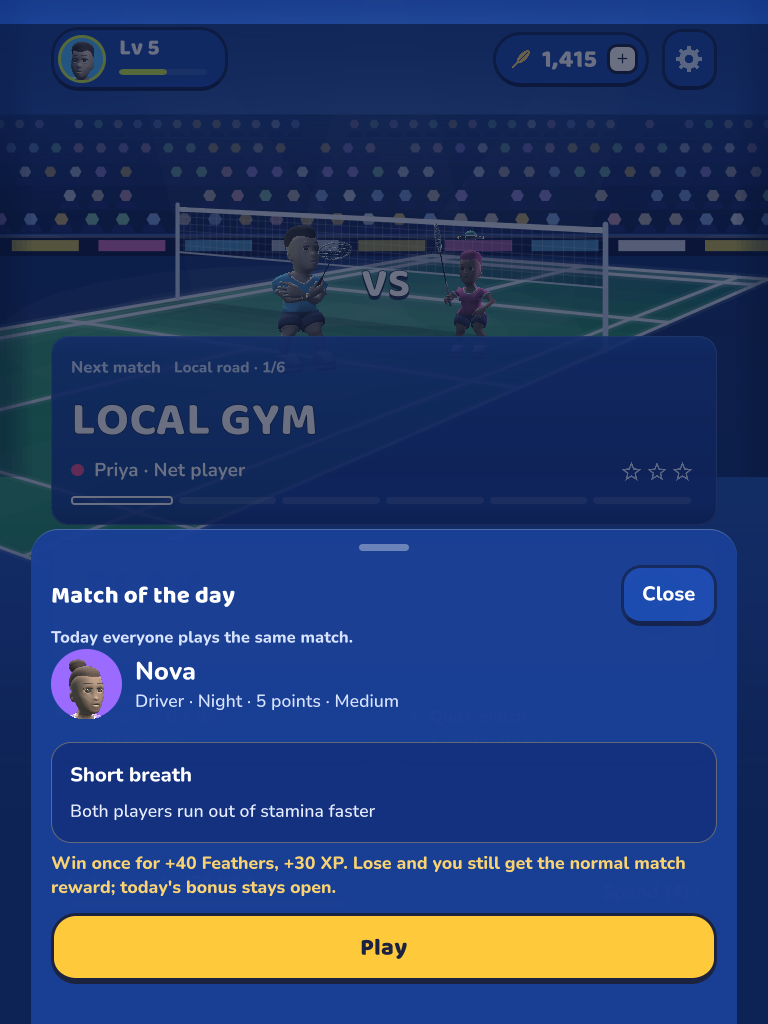 Lv 5
1,415
+
VS
Next match Local road · 1/6
LOCAL GYM
Priya · Net player
Match of the day
Close
Today everyone plays the same match.
Nova
Driver · Night · 5 points · Medium
Short breath
Both players run out of stamina faster
Win once for +40 Feathers, +30 XP. Lose and you still get the normal match
reward; today's bonus stays open.
Play